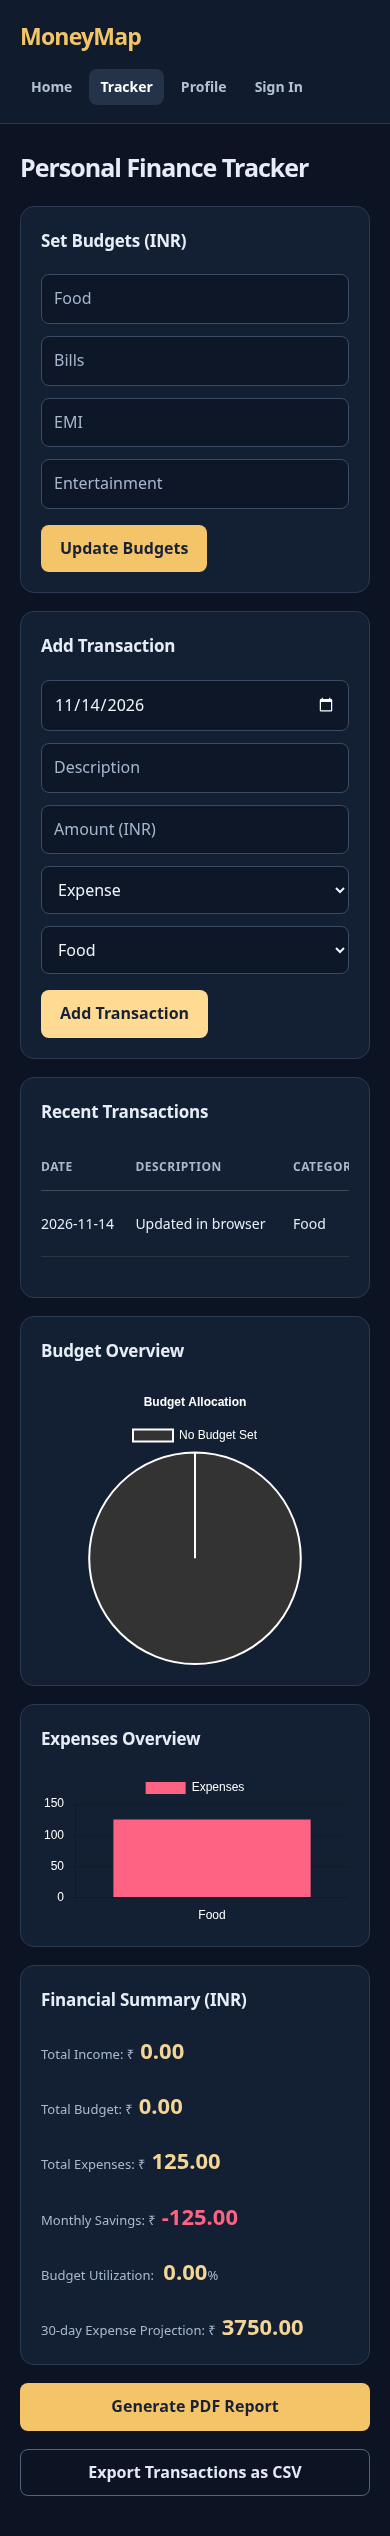 MoneyMap
Home Tracker Profile Sign In
Personal Finance Tracker
Set Budgets (INR)
Food
Bills
EMI
Entertainment
Update Budgets
Add Transaction
11/14/2026
Description
Amount (INR)
Expense
Food
Add Transaction
Recent Transactions
DATE DESCRIPTION CATEGOR
2026-11-14 Updated in browser Food
Budget Overview
Budget Allocation
No Budget Set
Expenses Overview
Expenses
150
100
50
0
Food
Financial Summary (INR)
Total Income: ₹ 0.00
Total Budget: ₹ 0.00
Total Expenses: ₹ 125.00
Monthly Savings: ₹ -125.00
Budget Utilization: 0.00%
30-day Expense Projection: ₹ 3750.00
Generate PDF Report
Export Transactions as CSV